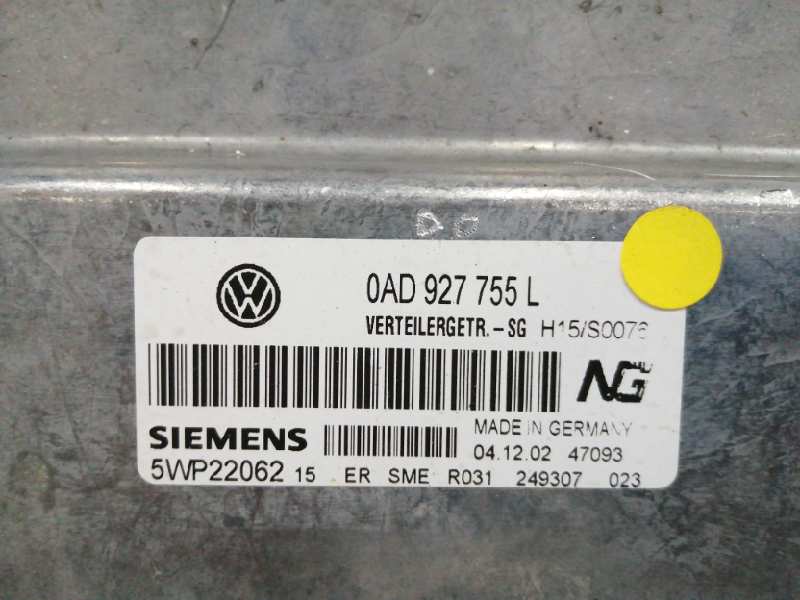 0AD 927 755 L
VERTEILERGETR.-SG H15/S0076
NG
SIEMENS
MADE IN GERMANY
04.12.02 47093
5WP22062 15 ER SME R031 249307 023